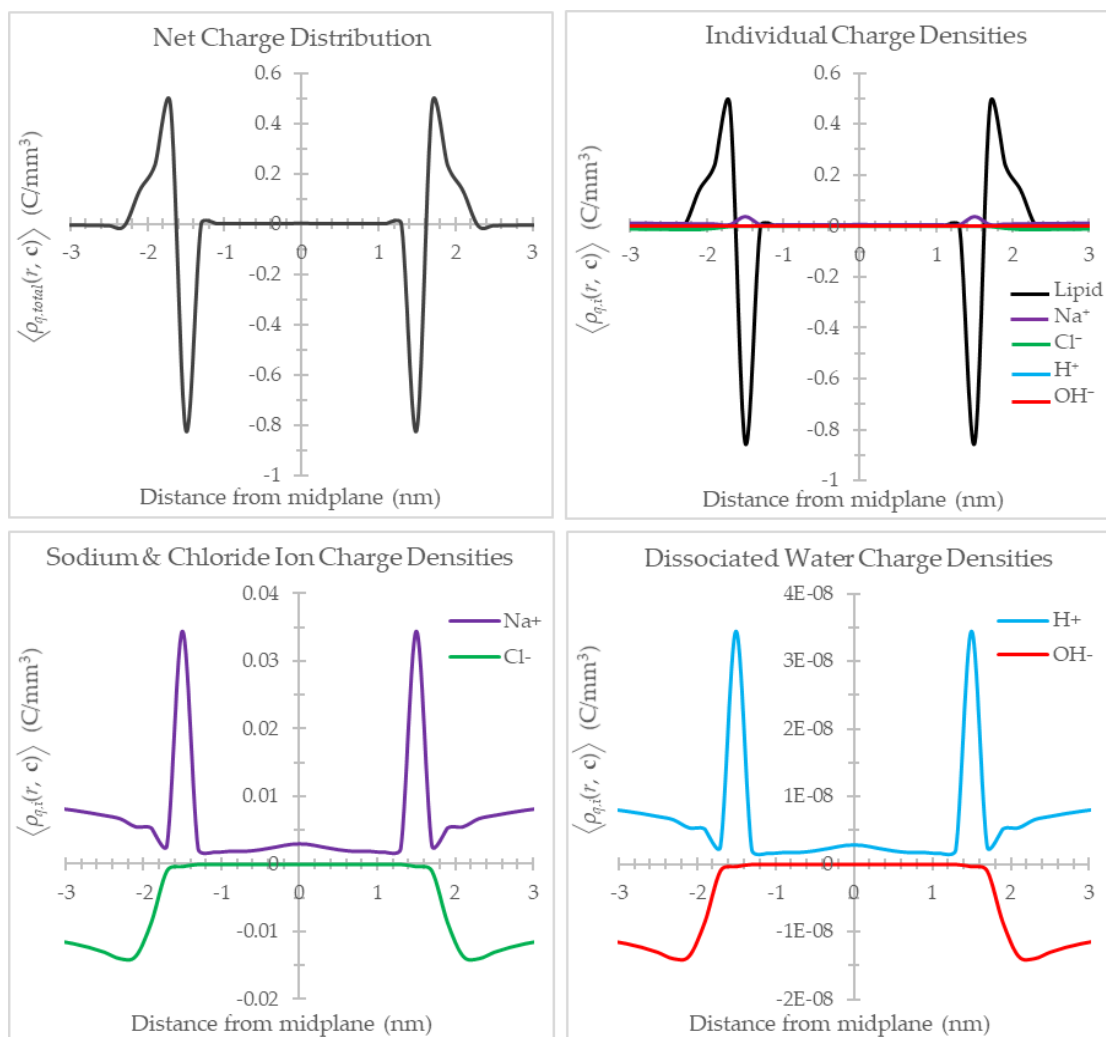 Net Charge Distribution
⟨ρq,total(r, c)⟩ (C/mm³)
0.6
0.4
0.2
0
-0.2
-0.4
-0.6
-0.8
-1
-3
-2
-1
0
1
2
3
Distance from midplane (nm)
Individual Charge Densities
⟨ρq,i(r, c)⟩ (C/mm³)
0.6
0.4
0.2
0
-0.2
-0.4
-0.6
-0.8
-1
-3
-2
-1
0
1
2
3
Lipid
Na⁺
Cl⁻
H⁺
OH⁻
Distance from midplane (nm)
Sodium & Chloride Ion Charge Densities
⟨ρq,i(r, c)⟩ (C/mm³)
0.04
0.03
0.02
0.01
0
-0.01
-0.02
-3
-2
-1
0
1
2
3
Na+
Cl-
Distance from midplane (nm)
Dissociated Water Charge Densities
⟨ρq,i(r, c)⟩ (C/mm³)
4E-08
3E-08
2E-08
1E-08
0
-1E-08
-2E-08
-3
-2
-1
0
1
2
3
H+
OH-
Distance from midplane (nm)